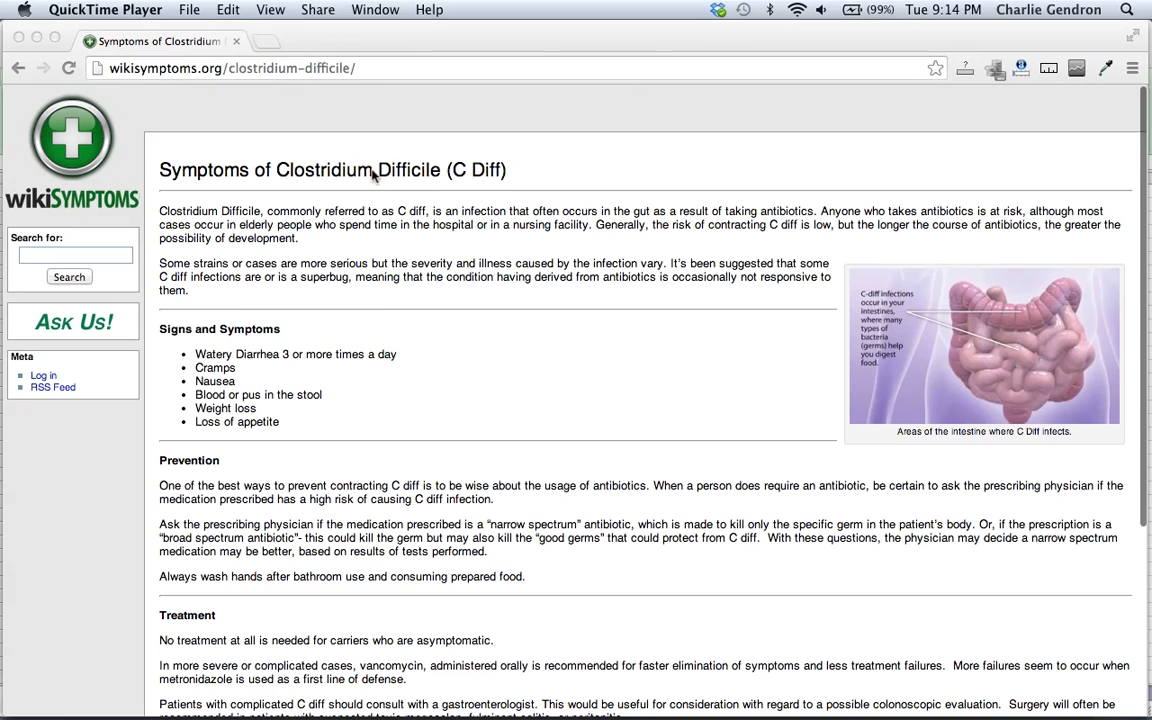 QuickTime Player File Edit View Share Window Help (99%) Tue 9:14 PM Charlie Gendron
Symptoms of Clostridium
wikisymptoms.org/clostridium-difficile/
wikiSYMPTOMS
Search for:
Search
ASK US!
Meta
Log in
RSS Feed
Symptoms of Clostridium Difficile (C Diff)
Clostridium Difficile, commonly referred to as C diff, is an infection that often occurs in the gut as a result of taking antibiotics. Anyone who takes antibiotics is at risk, although most
cases occur in elderly people who spend time in the hospital or in a nursing facility. Generally, the risk of contracting C diff is low, but the longer the course of antibiotics, the greater the
possibility of development.
Some strains or cases are more serious but the severity and illness caused by the infection vary. It's been suggested that some
C diff infections are or is a superbug, meaning that the condition having derived from antibiotics is occasionally not responsive to
them.
C-diff infections
occur in your
intestines,
where many
types of
bacteria
(germs) help
you digest
food.
Areas of the intestine where C Diff infects.
Signs and Symptoms
Watery Diarrhea 3 or more times a day
Cramps
Nausea
Blood or pus in the stool
Weight loss
Loss of appetite
Prevention
One of the best ways to prevent contracting C diff is to be wise about the usage of antibiotics. When a person does require an antibiotic, be certain to ask the prescribing physician if the
medication prescribed has a high risk of causing C diff infection.
Ask the prescribing physician if the medication prescribed is a “narrow spectrum” antibiotic, which is made to kill only the specific germ in the patient's body. Or, if the prescription is a
“broad spectrum antibiotic”- this could kill the germ but may also kill the “good germs” that could protect from C diff. With these questions, the physician may decide a narrow spectrum
medication may be better, based on results of tests performed.
Always wash hands after bathroom use and consuming prepared food.
Treatment
No treatment at all is needed for carriers who are asymptomatic.
In more severe or complicated cases, vancomycin, administered orally is recommended for faster elimination of symptoms and less treatment failures. More failures seem to occur when
metronidazole is used as a first line of defense.
Patients with complicated C diff should consult with a gastroenterologist. This would be useful for consideration with regard to a possible colonoscopic evaluation. Surgery will often be